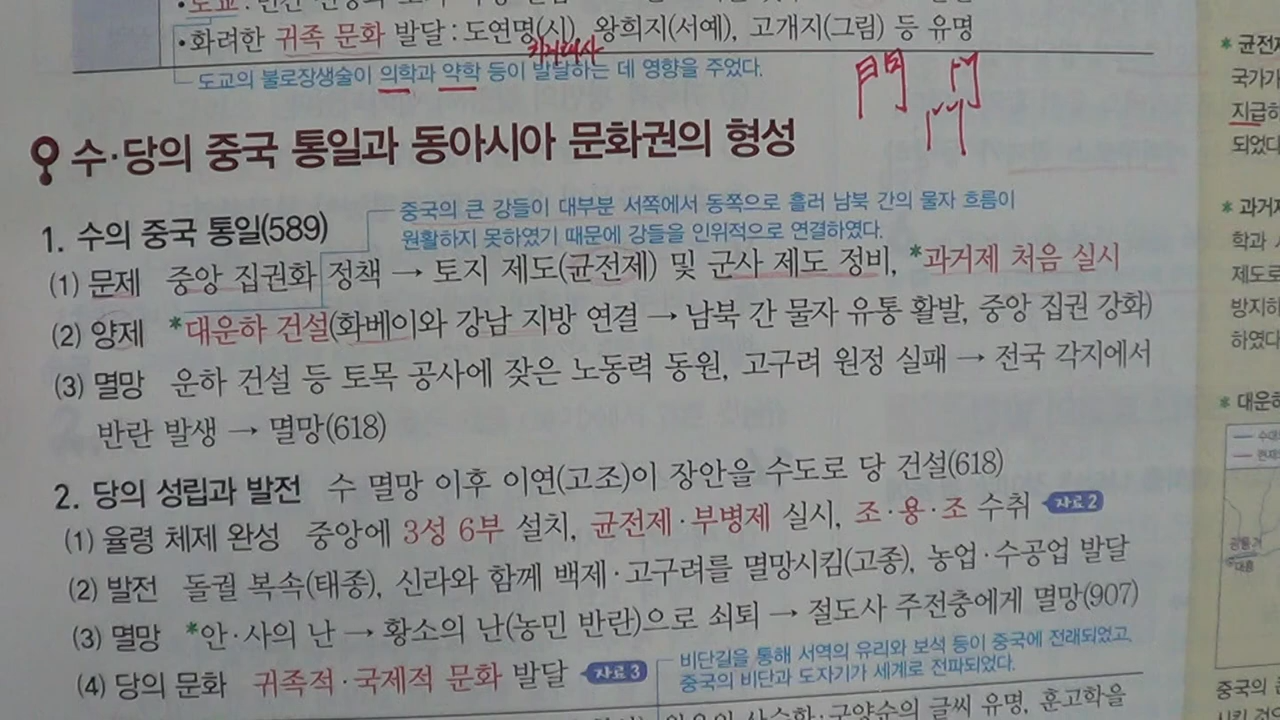 •화려한 귀족 문화 발달 : 도연명(시), 왕희지(서예), 고개지(그림) 등 유명
도교의 불로장생술이 의학과 약학 등이 발달하는 데 영향을 주었다.
門 门
수·당의 중국 통일과 동아시아 문화권의 형성
중국의 큰 강들이 대부분 서쪽에서 동쪽으로 흘러 남북 간의 물자 흐름이
원활하지 못하였기 때문에 강들을 인위적으로 연결하였다.
1. 수의 중국 통일(589)
(1) 문제 중앙 집권화 정책 → 토지 제도(균전제) 및 군사 제도 정비, *과거제 처음 실시
(2) 양제 *대운하 건설(화베이와 강남 지방 연결 → 남북 간 물자 유통 활발, 중앙 집권 강화)
(3) 멸망 운하 건설 등 토목 공사에 잦은 노동력 동원, 고구려 원정 실패 → 전국 각지에서
반란 발생 → 멸망(618)
2. 당의 성립과 발전 수 멸망 이후 이연(고조)이 장안을 수도로 당 건설(618)
(1) 율령 체제 완성 중앙에 3성 6부 설치, 균전제·부병제 실시, 조·용·조 수취 자료 2
(2) 발전 돌궐 복속(태종), 신라와 함께 백제·고구려를 멸망시킴(고종), 농업·수공업 발달
(3) 멸망 *안·사의 난 → 황소의 난(농민 반란)으로 쇠퇴 → 절도사 주전충에게 멸망(907)
(4) 당의 문화 귀족적·국제적 문화 발달 자료 3
비단길을 통해 서역의 유리와 보석 등이 중국에 전래되었고,
중국의 비단과 도자기가 세계로 전파되었다.
구양순의 글씨 유명, 훈고학을
* 균전
국가가
지급하
되었다
* 과거
학과
제도로
방지하
하였다
* 대운하
대흥
중국의